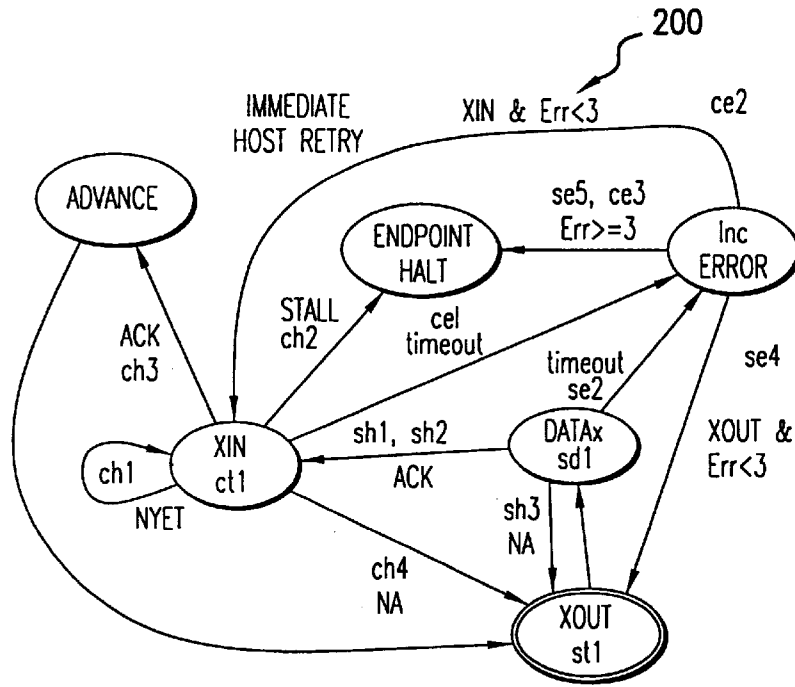 200
IMMEDIATE
HOST RETRY
XIN & Err<3
ce2
ADVANCE
ENDPOINT
HALT
se5, ce3
Err>=3
Inc
ERROR
ACK
ch3
STALL
ch2
cel
timeout
timeout
se2
se4
XOUT &
Err<3
XIN
ct1
ch1
NYET
sh1, sh2
ACK
DATAx
sd1
sh3
NA
ch4
NA
XOUT
st1